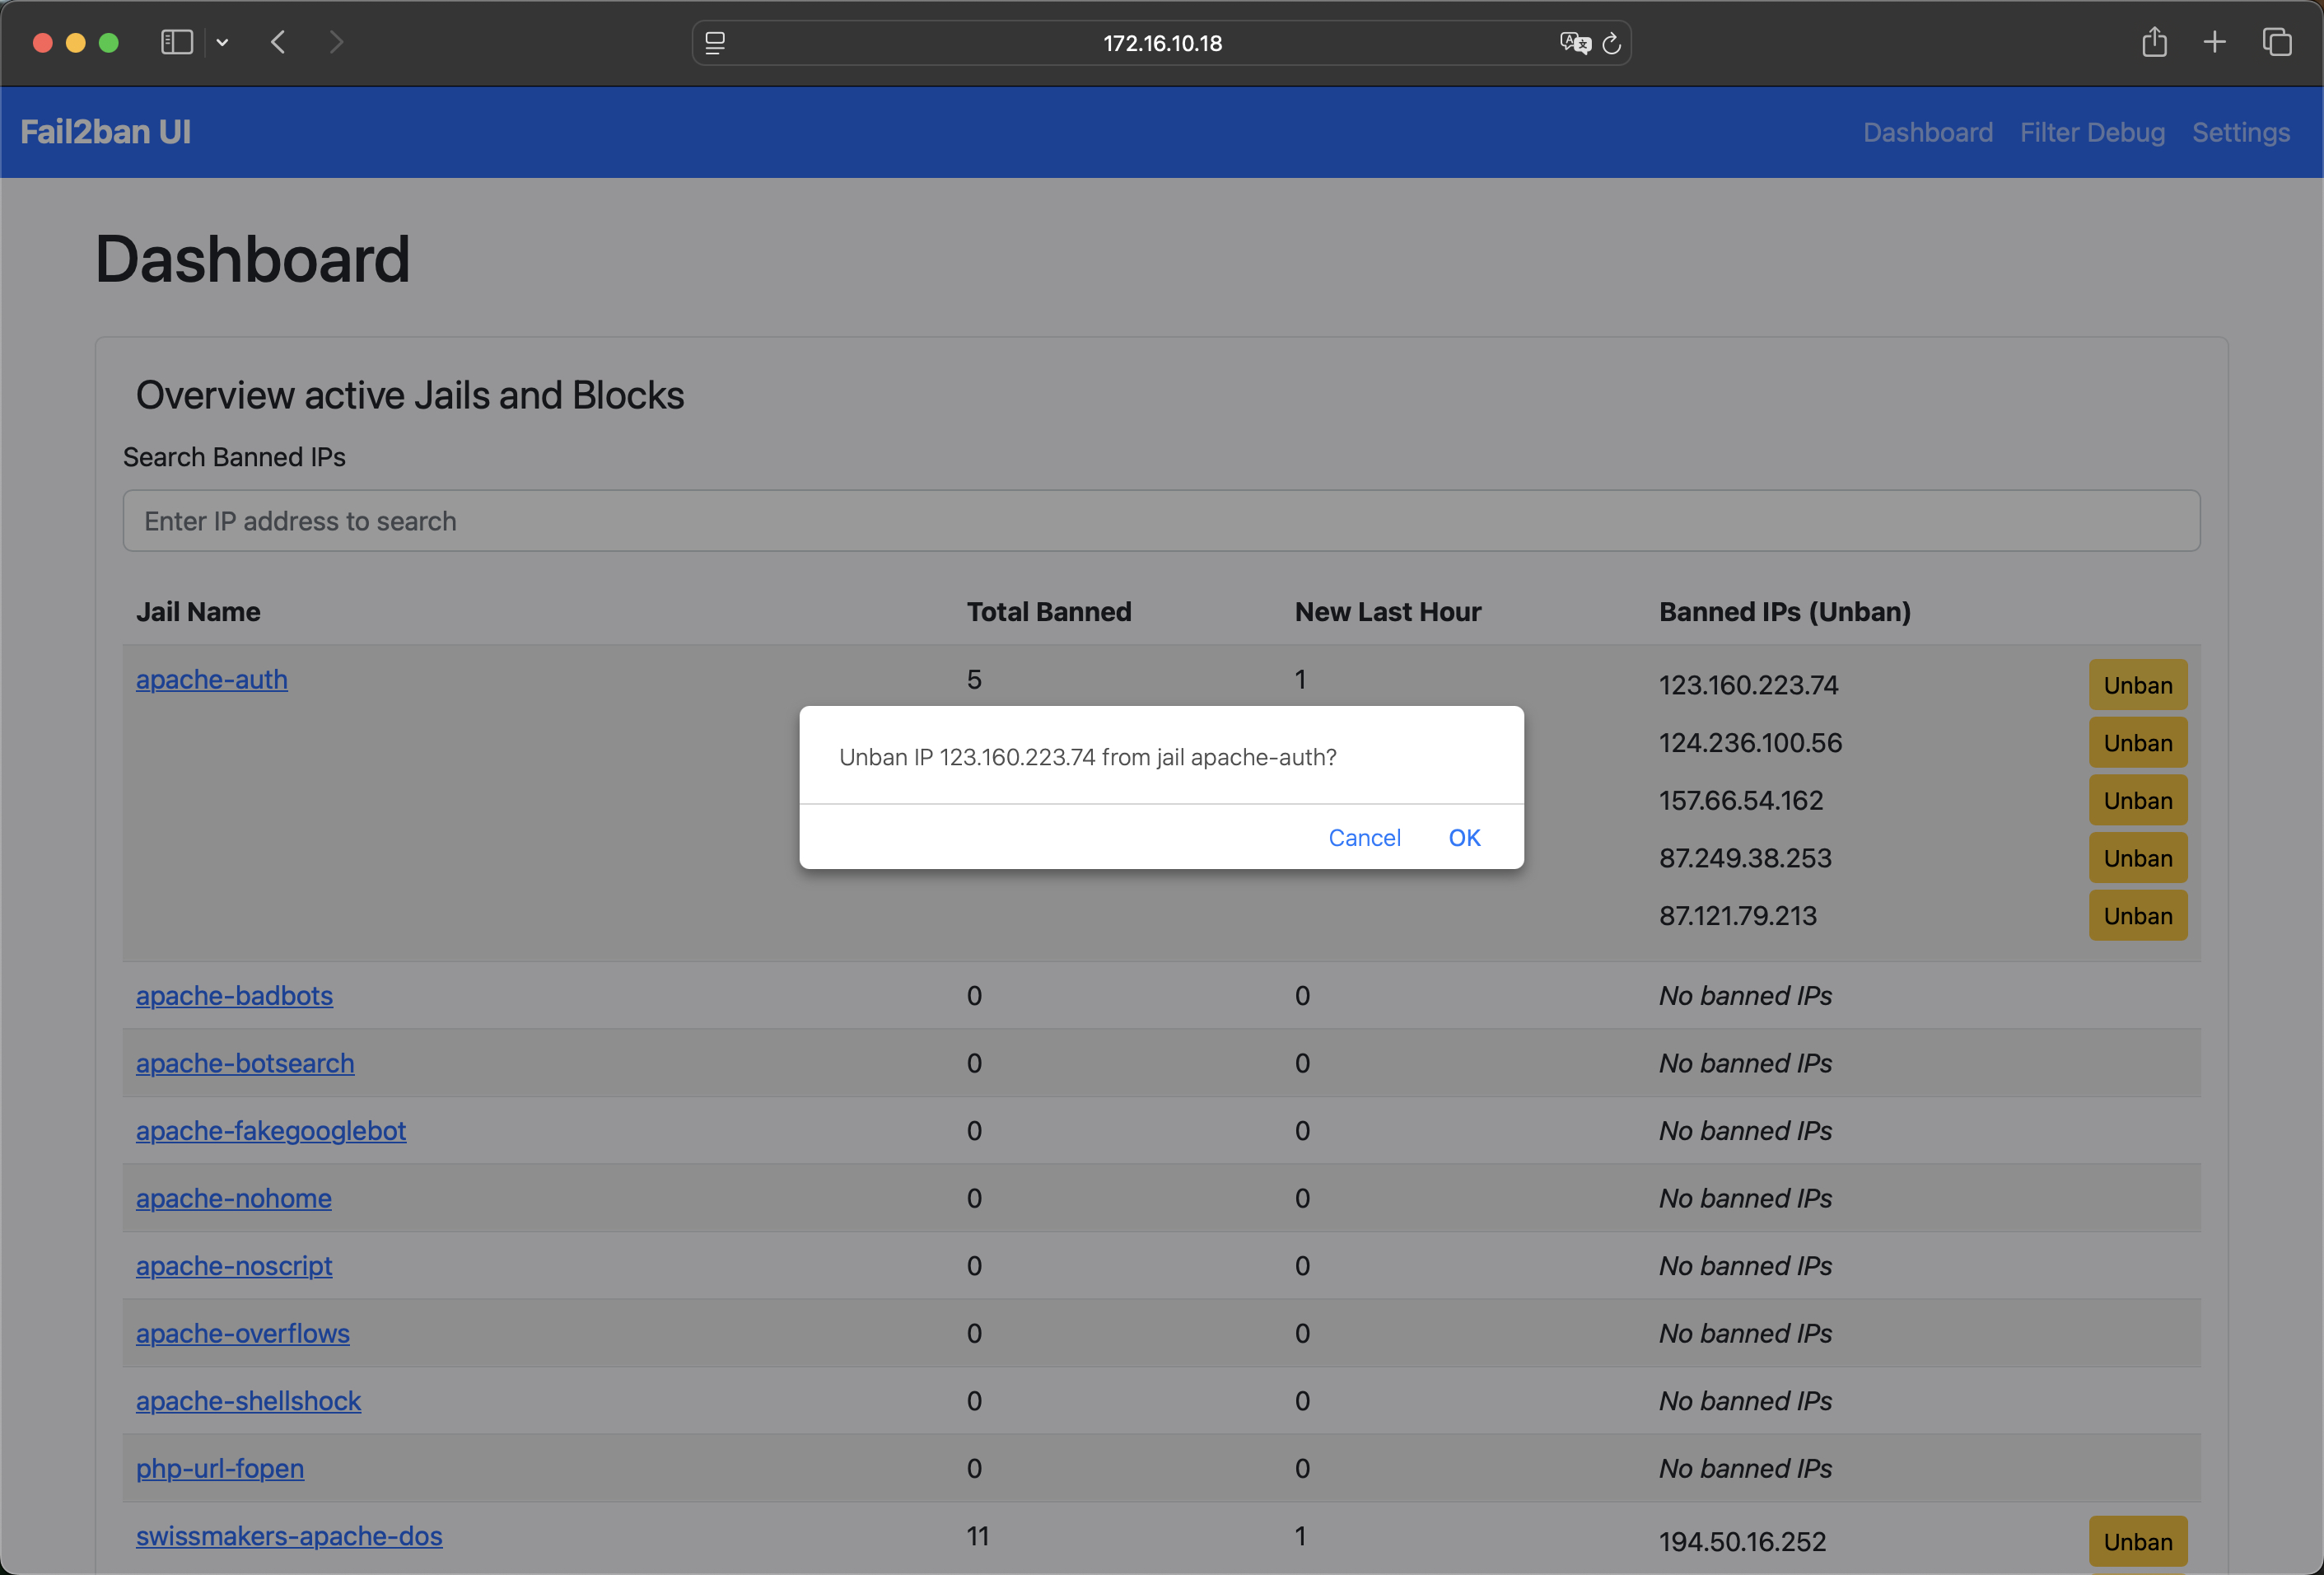 172.16.10.18
Fail2ban UI
Dashboard Filter Debug Settings
Dashboard
Overview active Jails and Blocks
Search Banned IPs
Enter IP address to search
Jail Name Total Banned New Last Hour Banned IPs (Unban)
apache-auth 5 1 123.160.223.74 Unban
124.236.100.56 Unban
157.66.54.162 Unban
87.249.38.253 Unban
87.121.79.213 Unban
Unban IP 123.160.223.74 from jail apache-auth?
Cancel OK
apache-badbots 0 0 No banned IPs
apache-botsearch 0 0 No banned IPs
apache-fakegooglebot 0 0 No banned IPs
apache-nohome 0 0 No banned IPs
apache-noscript 0 0 No banned IPs
apache-overflows 0 0 No banned IPs
apache-shellshock 0 0 No banned IPs
php-url-fopen 0 0 No banned IPs
swissmakers-apache-dos 11 1 194.50.16.252 Unban